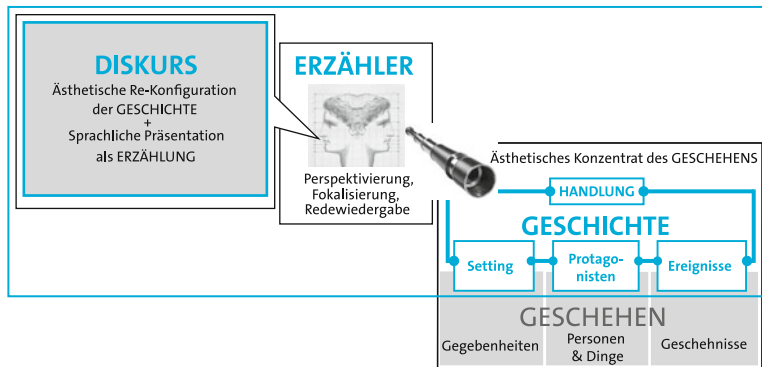 DISKURS
Ästhetische Re-Konfiguration
der GESCHICHTE
+
Sprachliche Präsentation
als ERZÄHLUNG
ERZÄHLER
Perspektivierung,
Fokalisierung,
Redewiedergabe
Ästhetisches Konzentrat des GESCHEHENS
HANDLUNG
GESCHICHTE
Setting
Protago-
nisten
Ereignisse
GESCHEHEN
Gegebenheiten
Personen
& Dinge
Geschehnisse